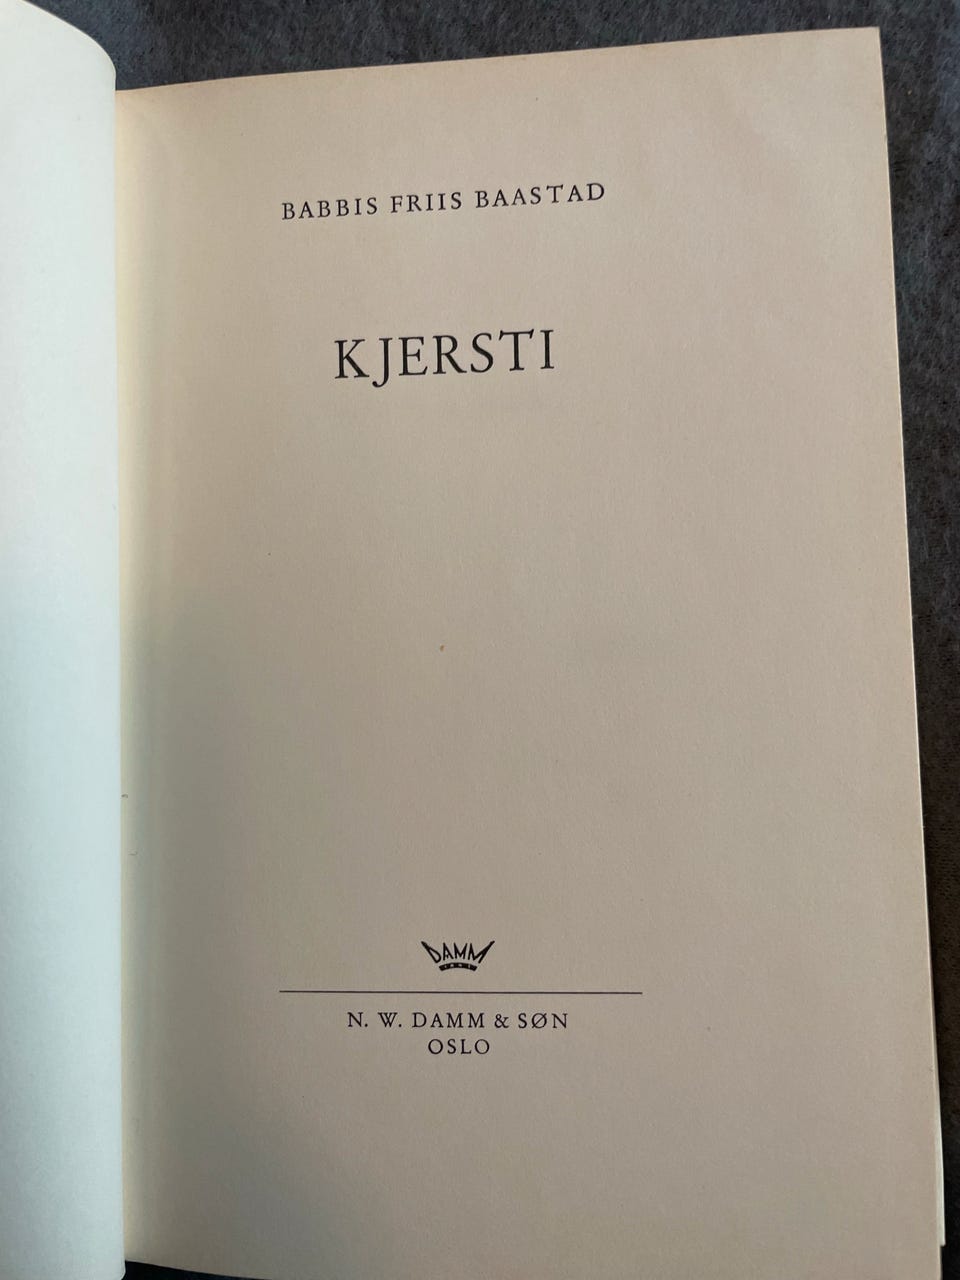 BABBIS FRIIS BAASTAD
KJERSTI
DAMM
N. W. DAMM & SØN
OSLO